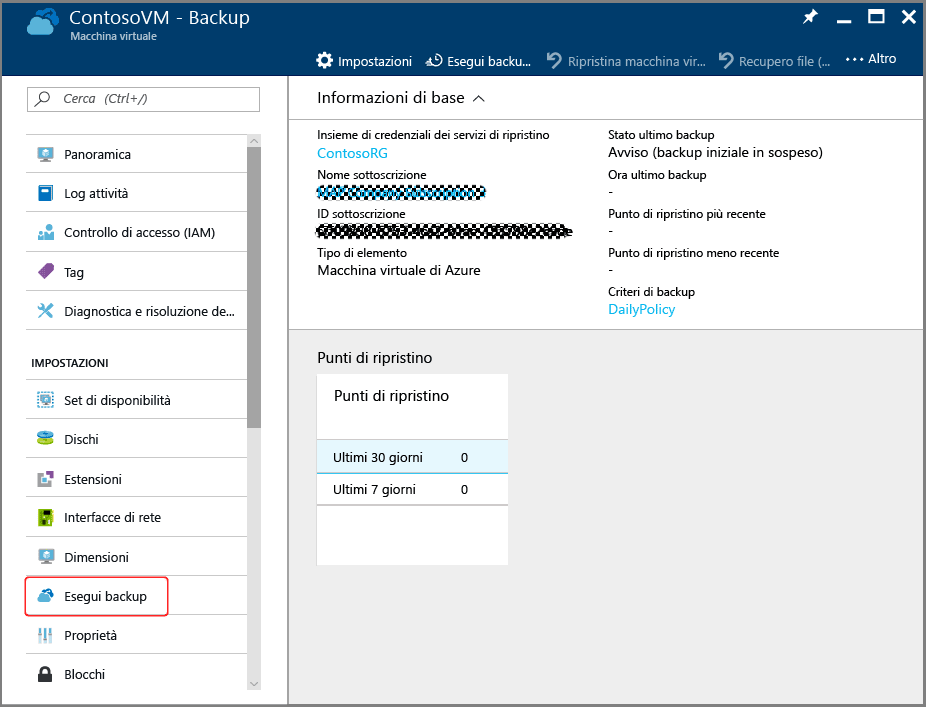 ContosoVM - Backup
Macchina virtuale
Impostazioni
Esegui backu...
Ripristina macchina vir...
Recupero file (...
Altro
Cerca (Ctrl+/)
Panoramica
Log attività
Controllo di accesso (IAM)
Tag
Diagnostica e risoluzione de...
IMPOSTAZIONI
Set di disponibilità
Dischi
Estensioni
Interfacce di rete
Dimensioni
Esegui backup
Proprietà
Blocchi
Informazioni di base
Insieme di credenziali dei servizi di ripristino
ContosoRG
Nome sottoscrizione
ID sottoscrizione
Tipo di elemento
Macchina virtuale di Azure
Stato ultimo backup
Avviso (backup iniziale in sospeso)
Ora ultimo backup
-
Punto di ripristino più recente
-
Punto di ripristino meno recente
-
Criteri di backup
DailyPolicy
Punti di ripristino
Punti di ripristino
Ultimi 30 giorni 0
Ultimi 7 giorni 0